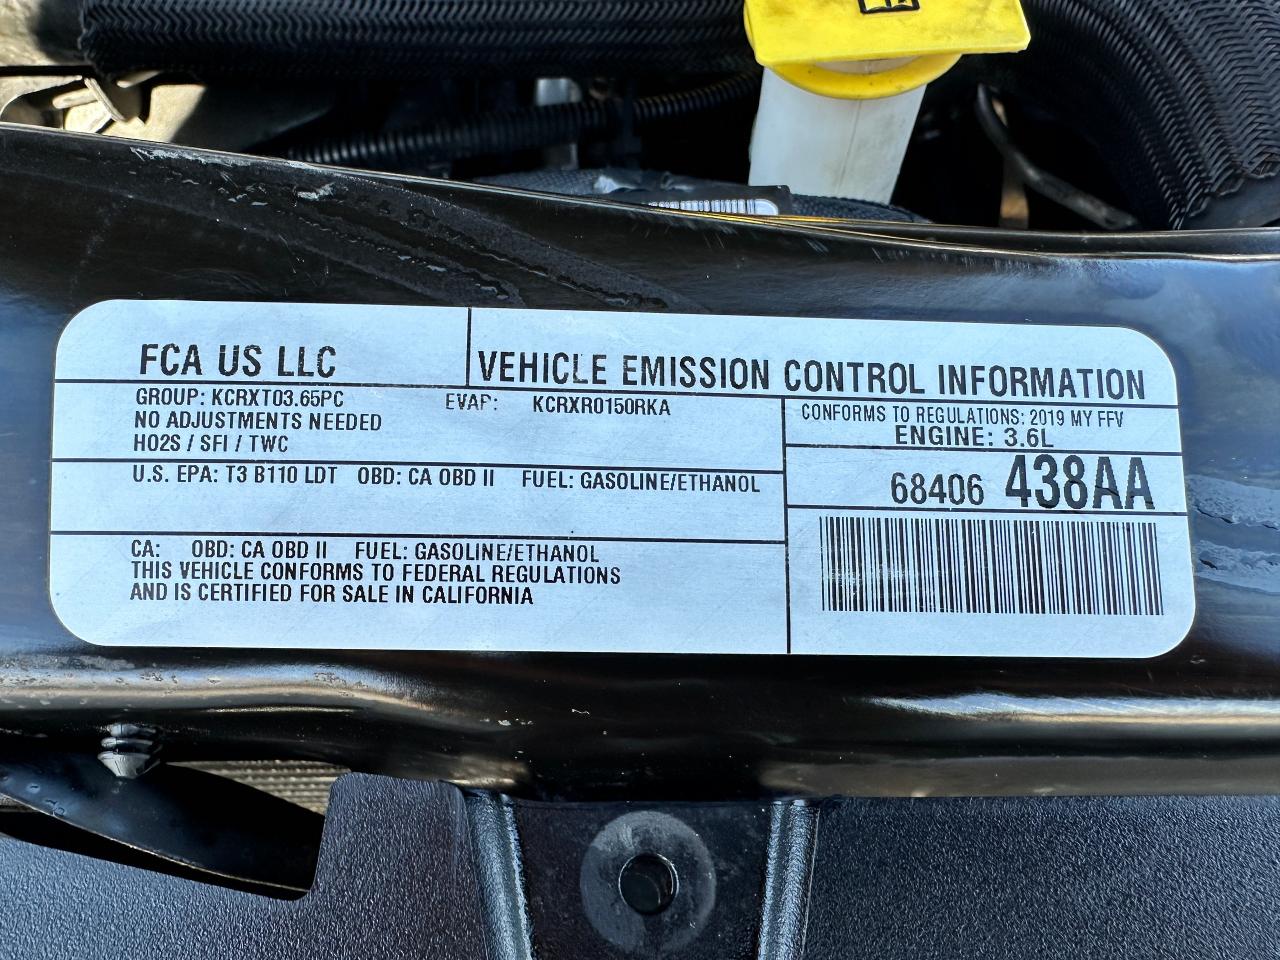 FCA US LLC
VEHICLE EMISSION CONTROL INFORMATION
GROUP: KCRXT03.65PC EVAP: KCRXR0150RKA
NO ADJUSTMENTS NEEDED
HO2S / SFI / TWC
CONFORMS TO REGULATIONS: 2019 MY FFV
ENGINE: 3.6L
U.S. EPA: T3 B110 LDT OBD: CA OBD II FUEL: GASOLINE/ETHANOL
68406 438AA
CA: OBD: CA OBD II FUEL: GASOLINE/ETHANOL
THIS VEHICLE CONFORMS TO FEDERAL REGULATIONS
AND IS CERTIFIED FOR SALE IN CALIFORNIA